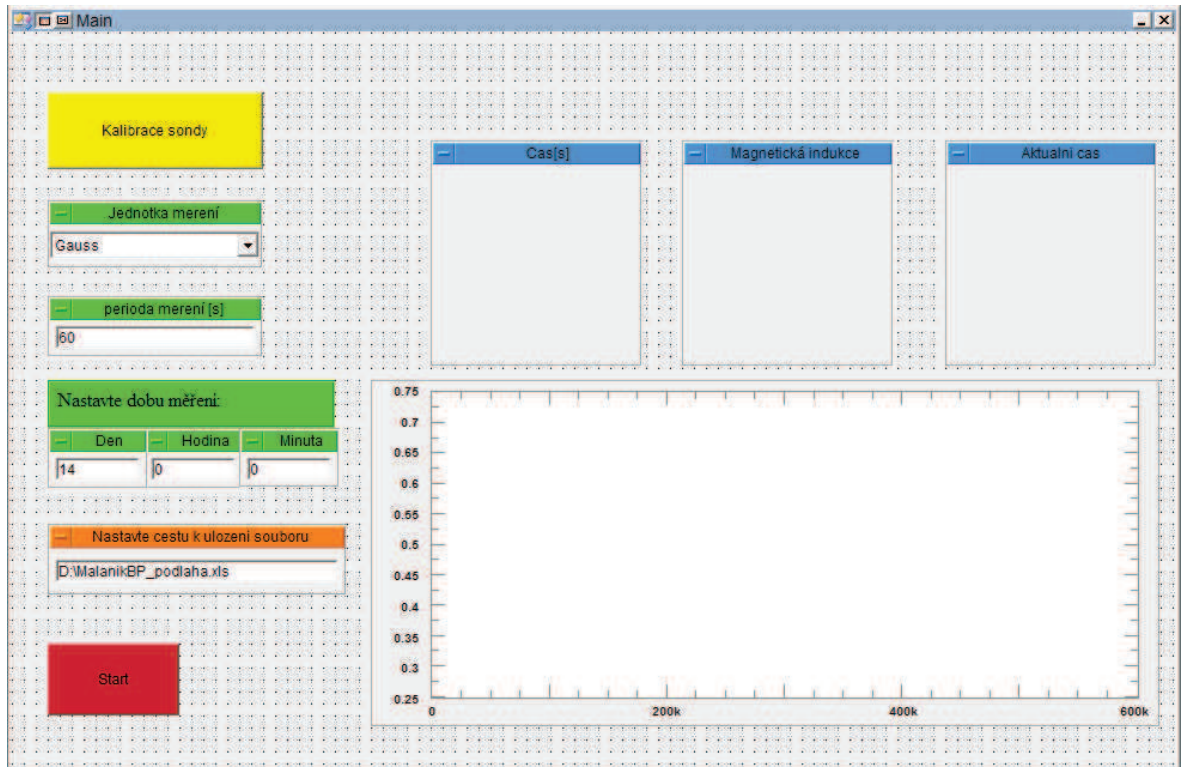 Main
Kalibrace sondy
Jednotka merení
Gauss
perioda merení [s]
60
Nastavte dobu měření:
Den Hodina Minuta
14 0 0
Nastavte cestu k ulozeni souboru
D:\MalanikBP_podlaha.xls
Start
Cas[s] Magnetická indukce Aktualni cas
0.75
0.7
0.65
0.6
0.55
0.5
0.45
0.4
0.35
0.3
0.25
0 200k 400k 600k